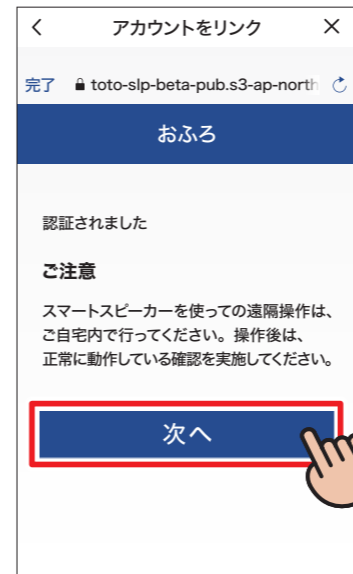 アカウントをリンク
完了 toto-slp-beta-pub.s3-ap-north
おふろ
認証されました
ご注意
スマートスピーカーを使っての遠隔操作は、
ご自宅内で行ってください。操作後は、
正常に動作している確認を実施してください。
次へ